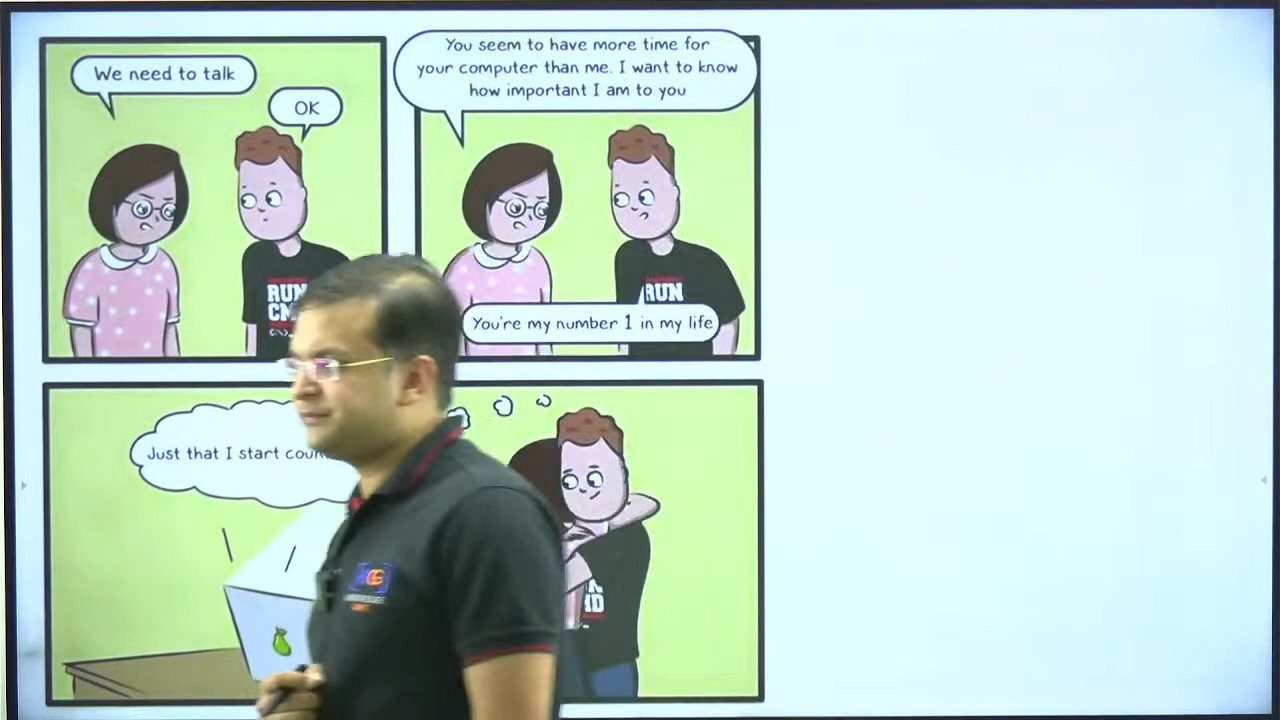 We need to talk
OK
You seem to have more time for
your computer than me. I want to know
how important I am to you
RUN
RUN
You're my number 1 in my life
Just that I start